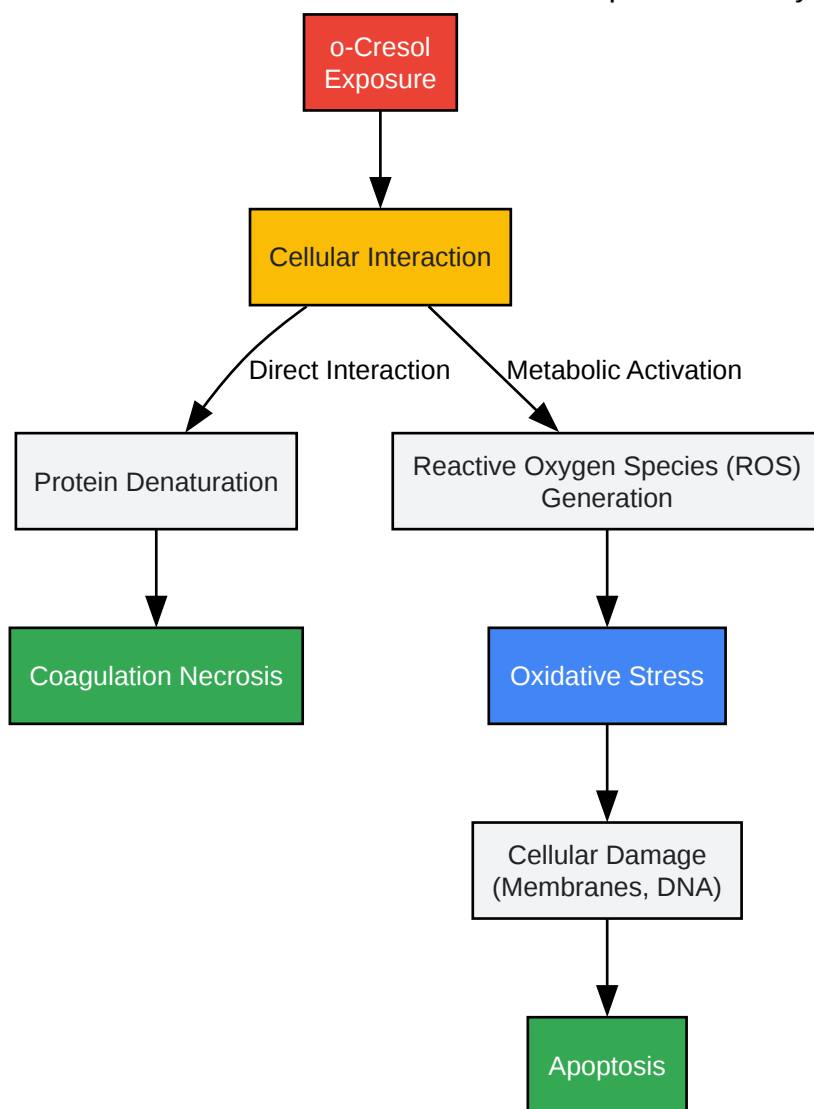 o-Cresol
Exposure
Cellular Interaction
Direct Interaction
Metabolic Activation
Protein Denaturation
Reactive Oxygen Species (ROS)
Generation
Coagulation Necrosis
Oxidative Stress
Cellular Damage
(Membranes, DNA)
Apoptosis